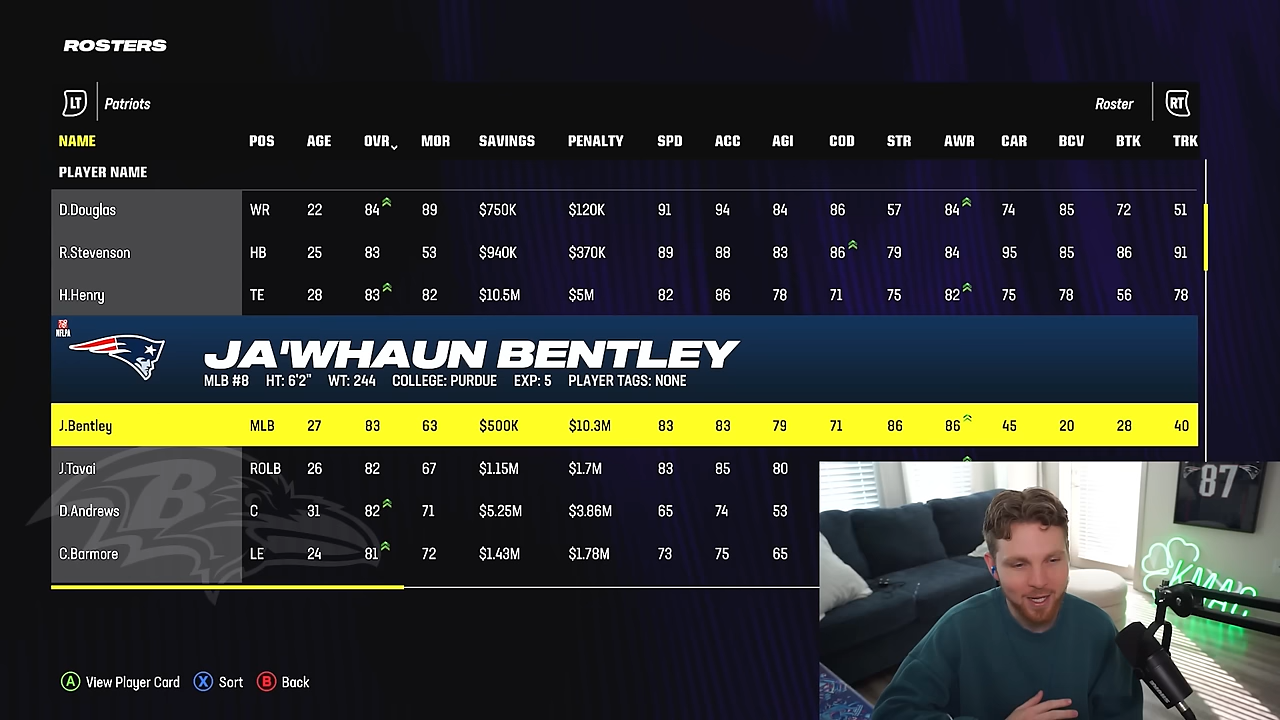 ROSTERS
LT Patriots Roster RT
NAME POS AGE OVR MOR SAVINGS PENALTY SPD ACC AGI COD STR AWR CAR BCV BTK TRK
PLAYER NAME
D.Douglas WR 22 84 89 $750K $120K 91 94 84 86 57 84 74 85 72 51
R.Stevenson HB 25 83 53 $940K $370K 89 88 83 86 79 84 95 85 86 91
H.Henry TE 28 83 82 $10.5M $5M 82 86 78 71 75 82 75 78 56 78
NFLPA
JA'WHAUN BENTLEY
MLB #8 HT: 6'2" WT: 244 COLLEGE: PURDUE EXP: 5 PLAYER TAGS: NONE
J.Bentley MLB 27 83 63 $500K $10.3M 83 83 79 71 86 86 45 20 28 40
J.Tavai ROLB 26 82 67 $1.15M $1.7M 83 85 80
D.Andrews C 31 82 71 $5.25M $3.86M 65 74 53
C.Barmore LE 24 81 72 $1.43M $1.78M 73 75 65
87
A View Player Card X Sort B Back